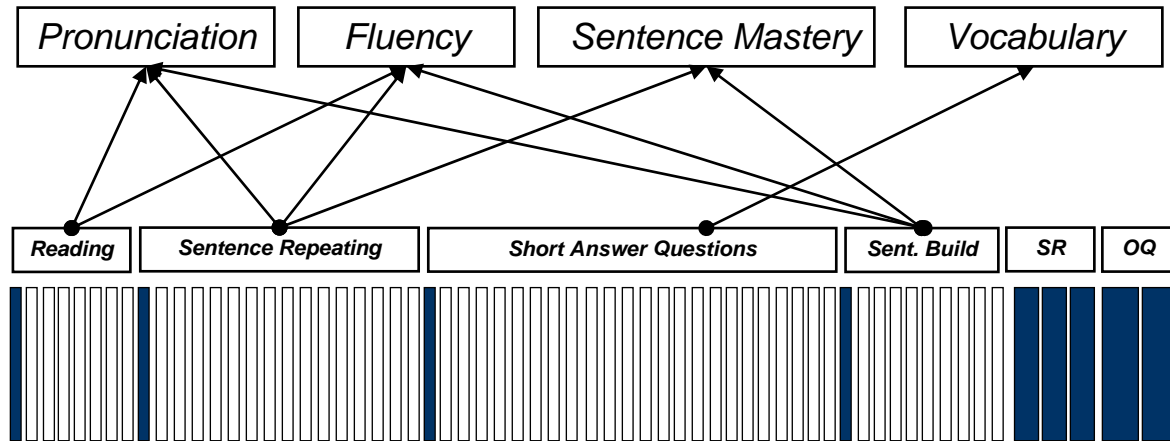 Pronunciation
Fluency
Sentence Mastery
Vocabulary
Reading
Sentence Repeating
Short Answer Questions
Sent. Build
SR
OQ